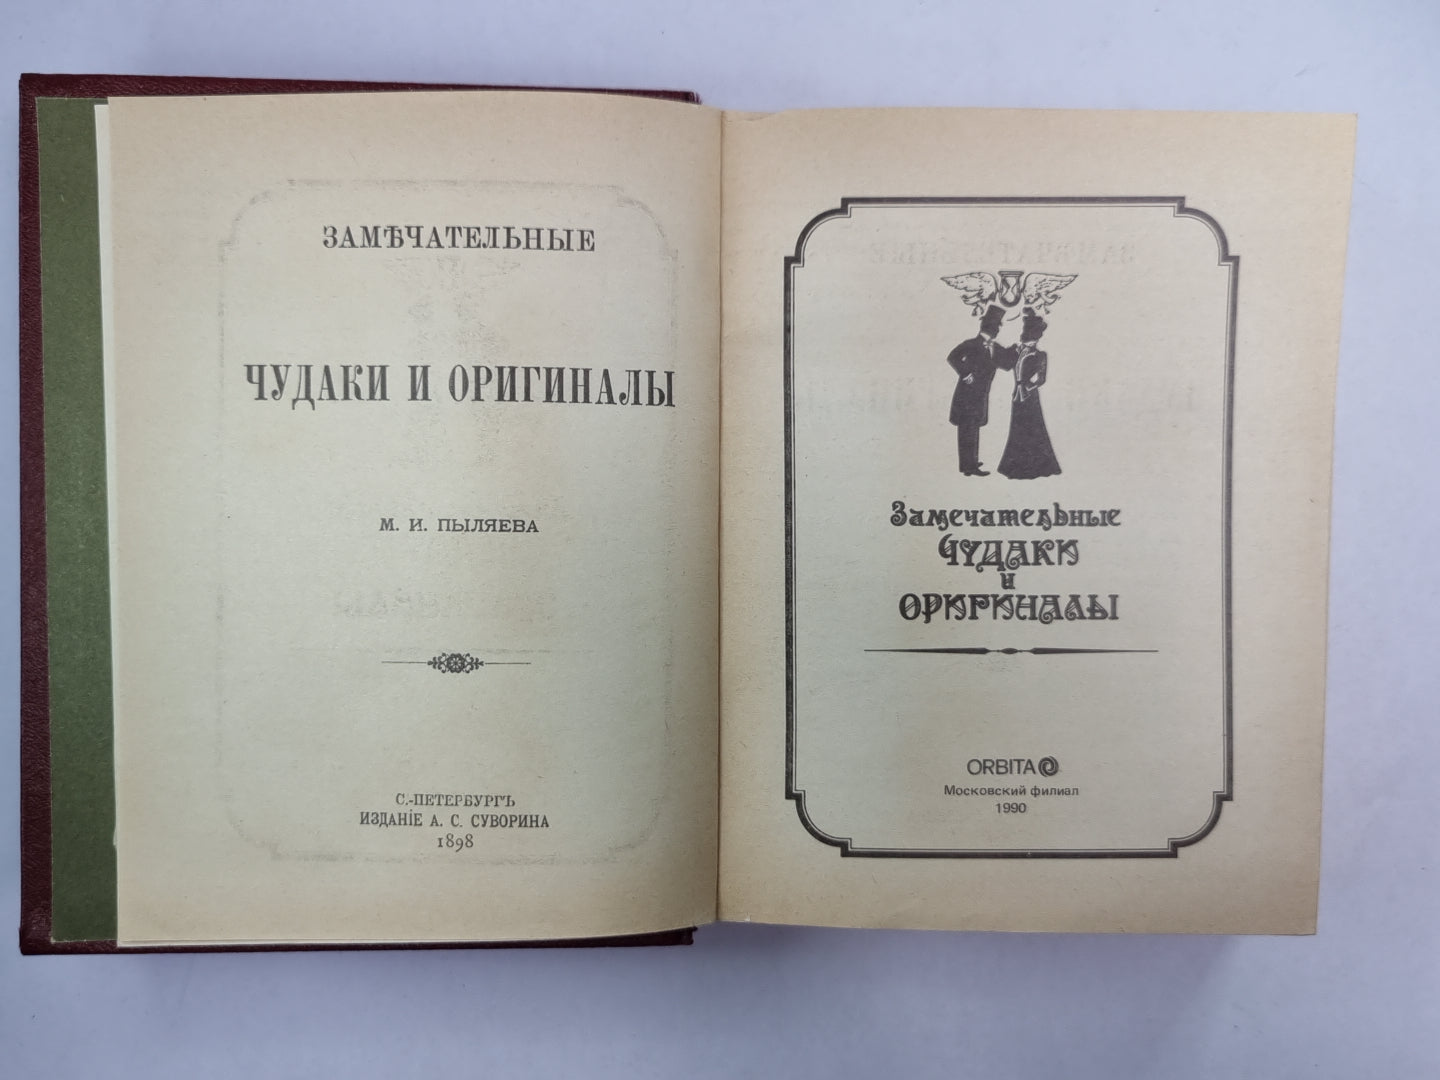 ЗАМѢЧАТЕЛЬНЫЕ
ЧУДАКИ И ОРИГИНАЛЫ
М. И. ПЫЛЯЕВА
С.-ПЕТЕРБУРГЪ
ИЗДАНІЕ А. С. СУВОРИНА
1898
Замечательные
ЧУДАКИ
и
ОРИГИНАЛЫ
ORBITA
Московский филиал
1990